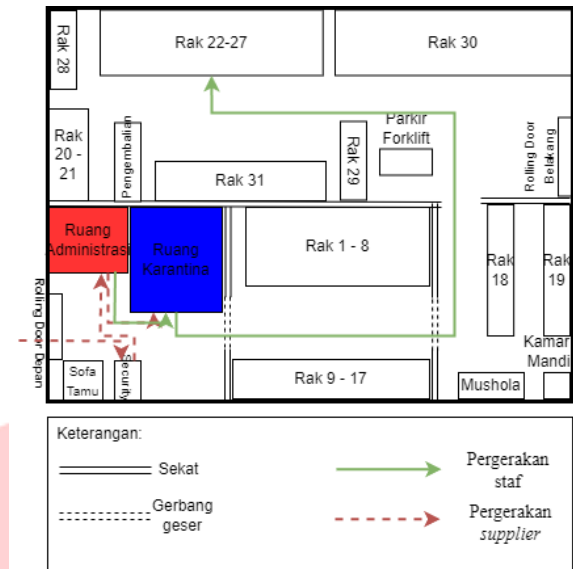 Rak
28
Rak 22-27
Rak 30
Rak
20 -
21
Pengembalian
Rak 31
Rak 29
Parkir
Forklift
Rolling Door
Belakang
Ruang
Administrasi
Ruang
Karantina
Rak 1 - 8
Rak
18
Rak
19
Rolling Door Depan
Sofa
Tamu
Security
Rak 9 - 17
Mushola
Kamar
Mandi
Keterangan:
Sekat
Gerbang
geser
Pergerakan
staf
Pergerakan
supplier